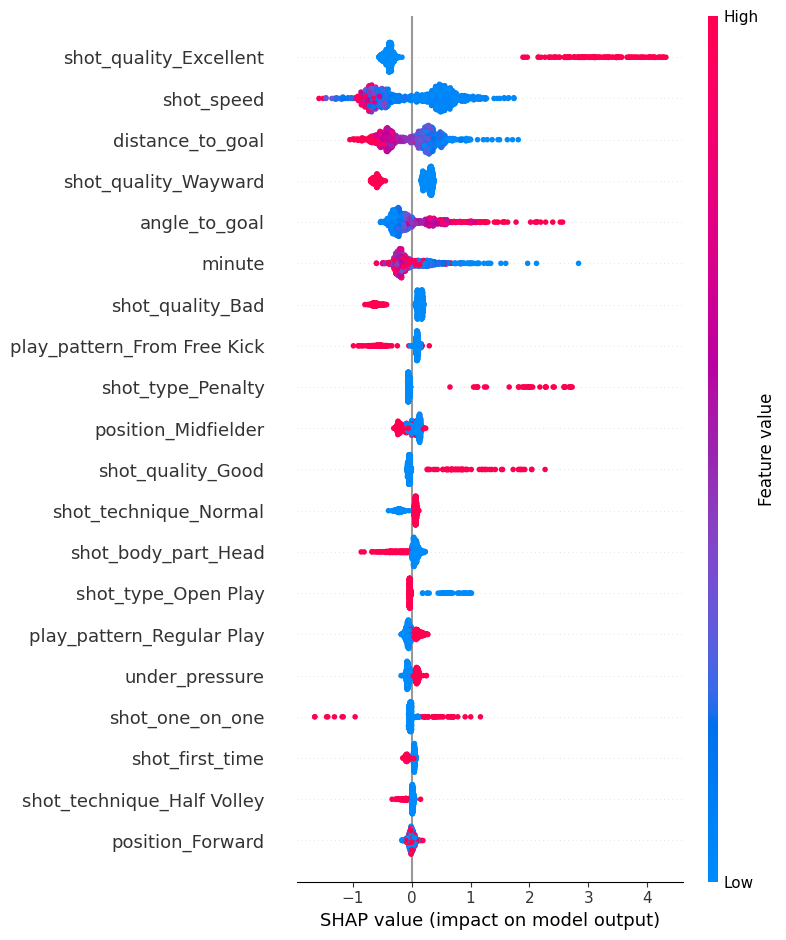 High
shot_quality_Excellent
shot_speed
distance_to_goal
shot_quality_Wayward
angle_to_goal
minute
shot_quality_Bad
play_pattern_From Free Kick
shot_type_Penalty
position_Midfielder
shot_quality_Good
shot_technique_Normal
shot_body_part_Head
shot_type_Open Play
play_pattern_Regular Play
under_pressure
shot_one_on_one
shot_first_time
shot_technique_Half Volley
position_Forward
Feature value
Low
−1 0 1 2 3 4
SHAP value (impact on model output)